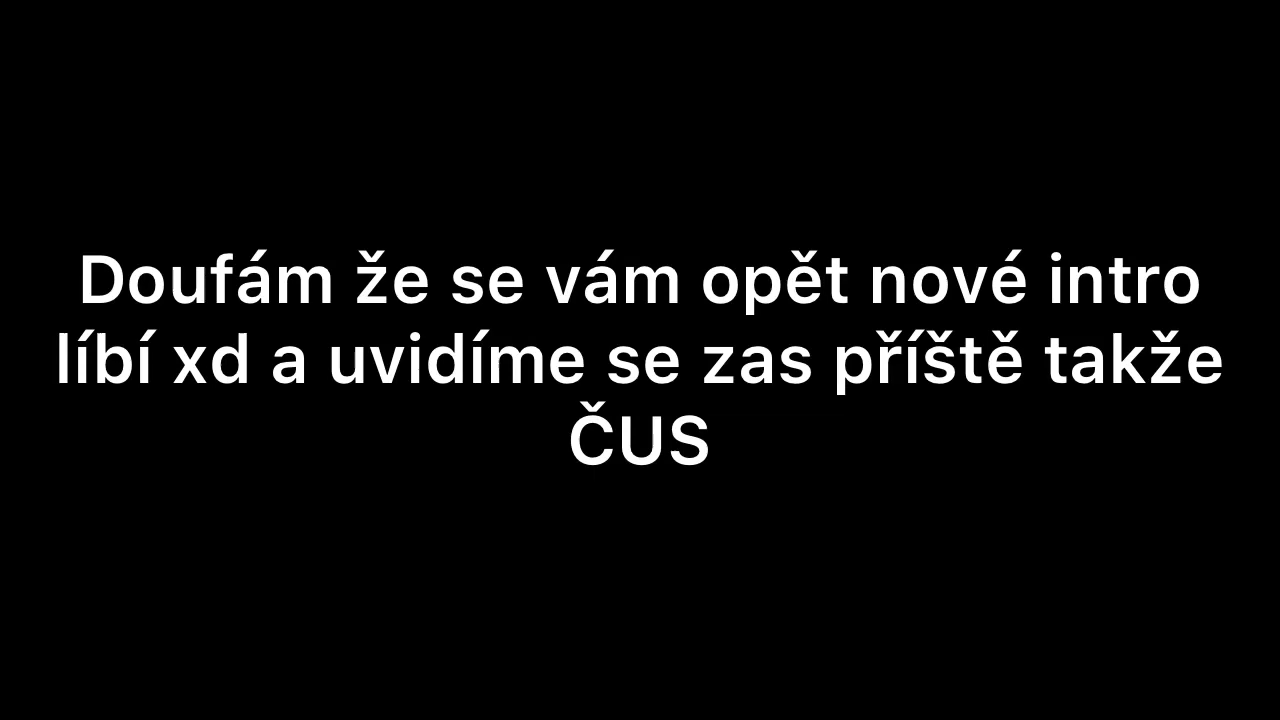 Doufám že se vám opět nové intro
líbí xd a uvidíme se zas příště takže
ČUS